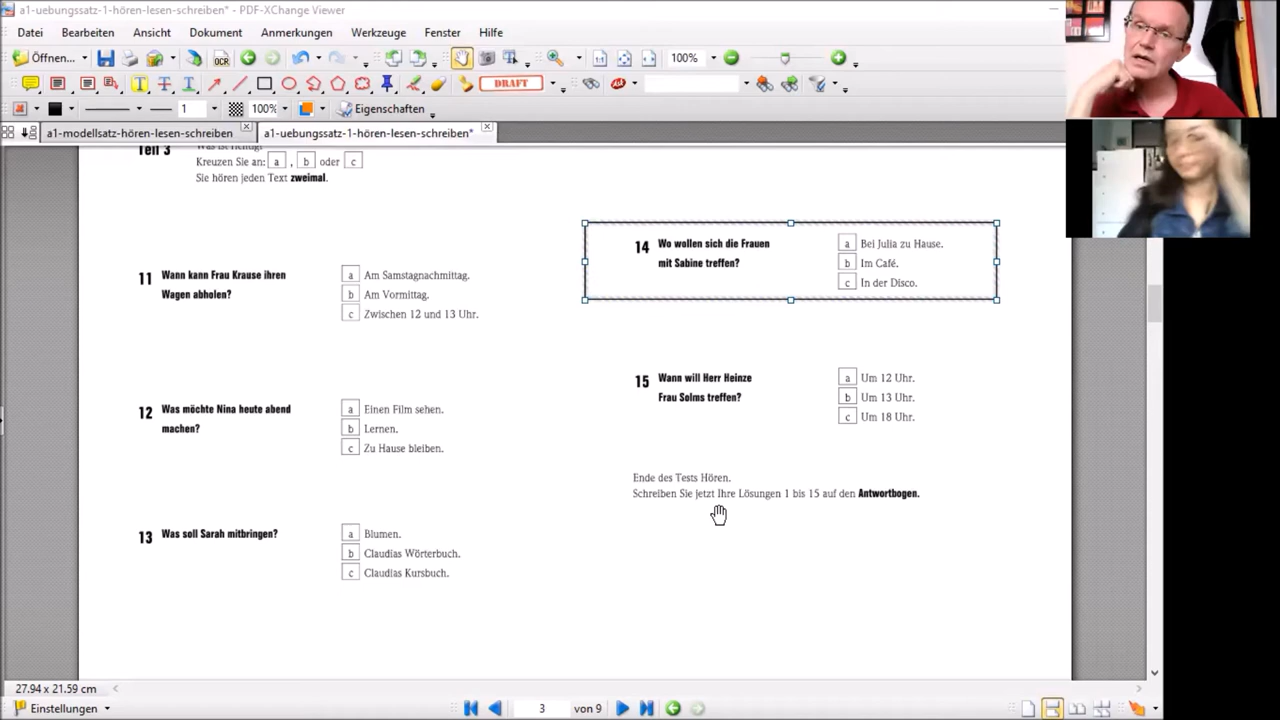 a1-uebungssatz-1-hören-lesen-schreiben* - PDF-XChange Viewer
Datei Bearbeiten Ansicht Dokument Anmerkungen Werkzeuge Fenster Hilfe
Öffnen... OCR 100%
DRAFT
1 100% Eigenschaften
a1-modellsatz-hören-lesen-schreiben a1-uebungssatz-1-hören-lesen-schreiben*
Teil 3 Was ist richtig?
Kreuzen Sie an: a , b oder c
Sie hören jeden Text zweimal.
11 Wann kann Frau Krause ihren
Wagen abholen?
a Am Samstagnachmittag.
b Am Vormittag.
c Zwischen 12 und 13 Uhr.
12 Was möchte Nina heute abend
machen?
a Einen Film sehen.
b Lernen.
c Zu Hause bleiben.
13 Was soll Sarah mitbringen?
a Blumen.
b Claudias Wörterbuch.
c Claudias Kursbuch.
14 Wo wollen sich die Frauen
mit Sabine treffen?
a Bei Julia zu Hause.
b Im Café.
c In der Disco.
15 Wann will Herr Heinze
Frau Solms treffen?
a Um 12 Uhr.
b Um 13 Uhr.
c Um 18 Uhr.
Ende des Tests Hören.
Schreiben Sie jetzt Ihre Lösungen 1 bis 15 auf den Antwortbogen.
27.94 x 21.59 cm
Einstellungen 3 von 9